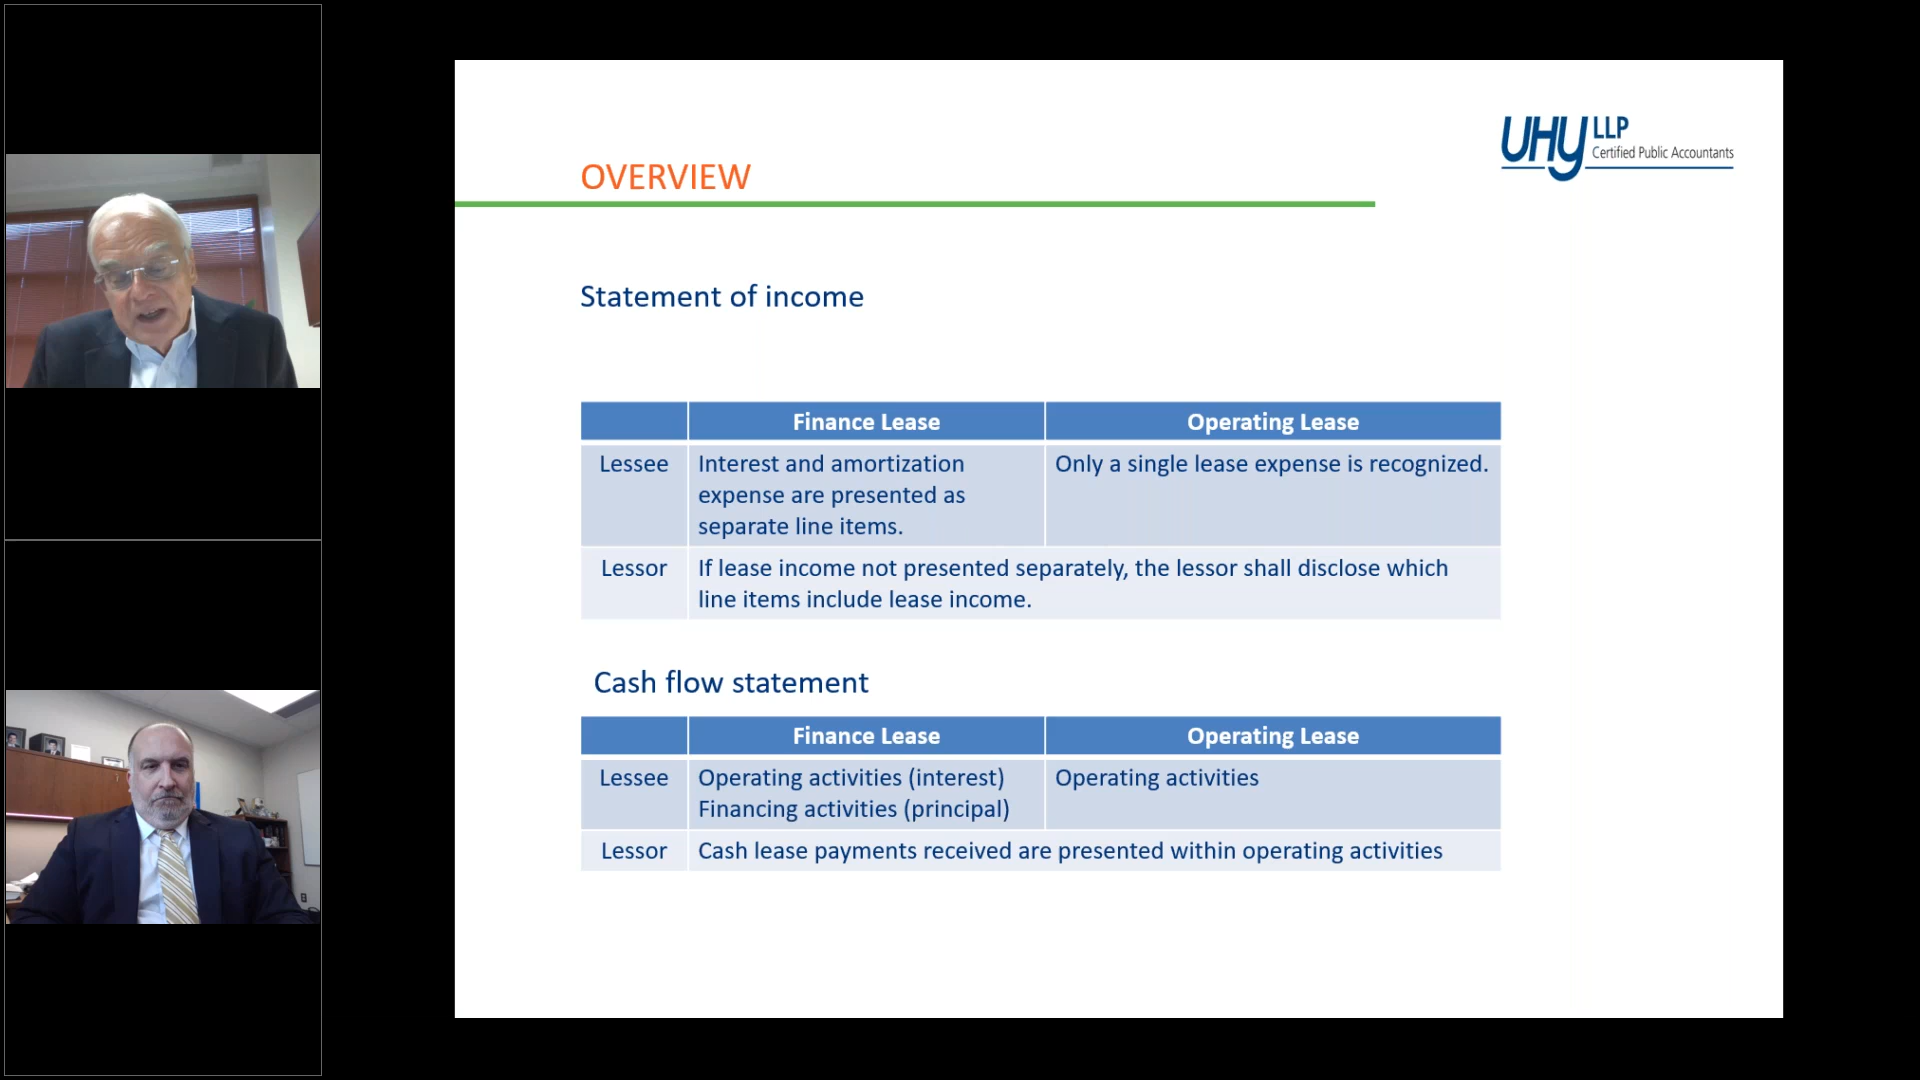 UHY LLP
Certified Public Accountants
OVERVIEW
Statement of income
Finance Lease
Operating Lease
Lessee
Interest and amortization
expense are presented as
separate line items.
Only a single lease expense is recognized.
Lessor
If lease income not presented separately, the lessor shall disclose which
line items include lease income.
Cash flow statement
Finance Lease
Operating Lease
Lessee
Operating activities (interest)
Financing activities (principal)
Operating activities
Lessor
Cash lease payments received are presented within operating activities